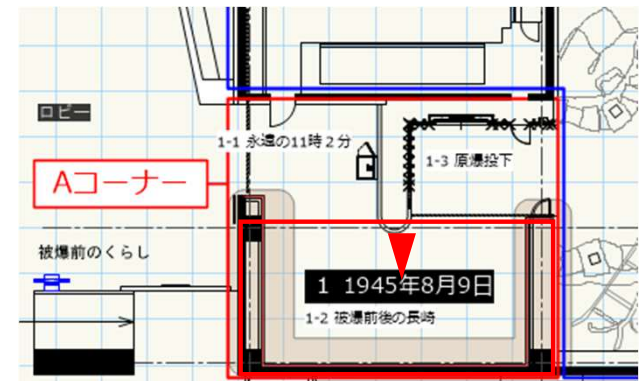 ロビー
1-1 永遠の11時2分
1-3 原爆投下
Aコーナー
被爆前のくらし
1 1945年8月9日
1-2 被爆前後の長崎